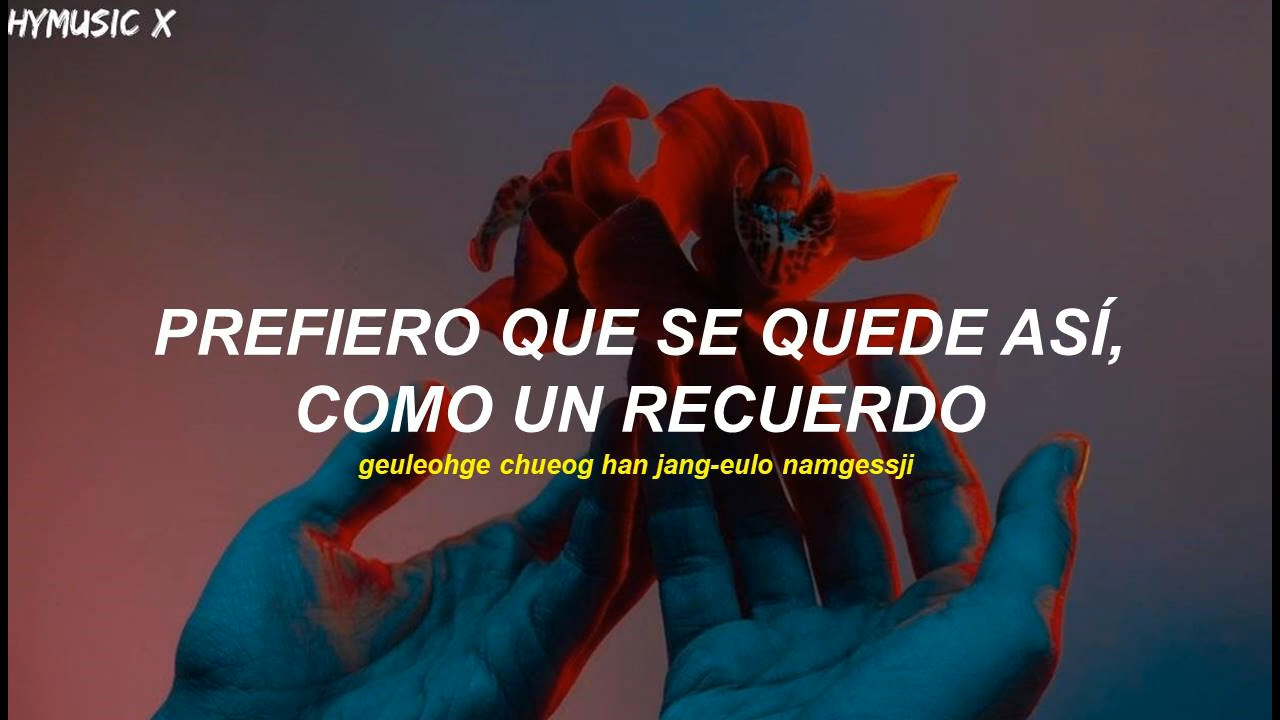 HYMUSIC X
PREFIERO QUE SE QUEDE ASÍ,
COMO UN RECUERDO
geuleohge chueog han jang-eulo namgessji